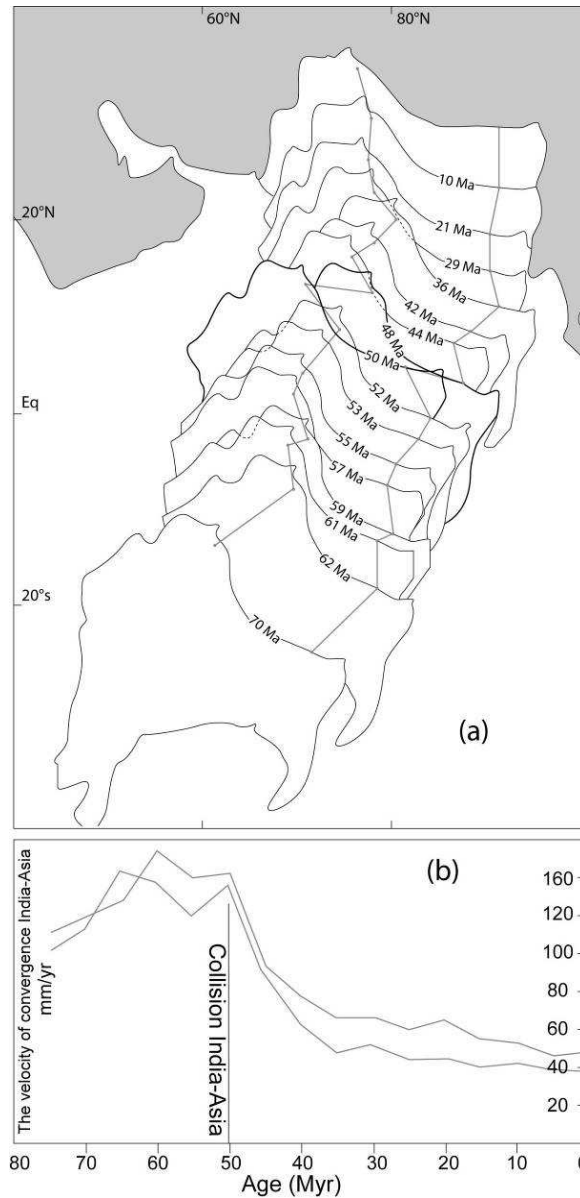 60°N
80°N
10 Ma
20°N
21 Ma
29 Ma
36 Ma
42 Ma
44 Ma
48 Ma
50 Ma
Eq
52 Ma
53 Ma
55 Ma
57 Ma
59 Ma
61 Ma
62 Ma
20°s
70 Ma
(a)
The velocity of convergence India-Asia
mm/yr
(b)
Collision India-Asia
160
120
100
80
60
40
20
80
70
60
50
40
30
20
10
Age (Myr)